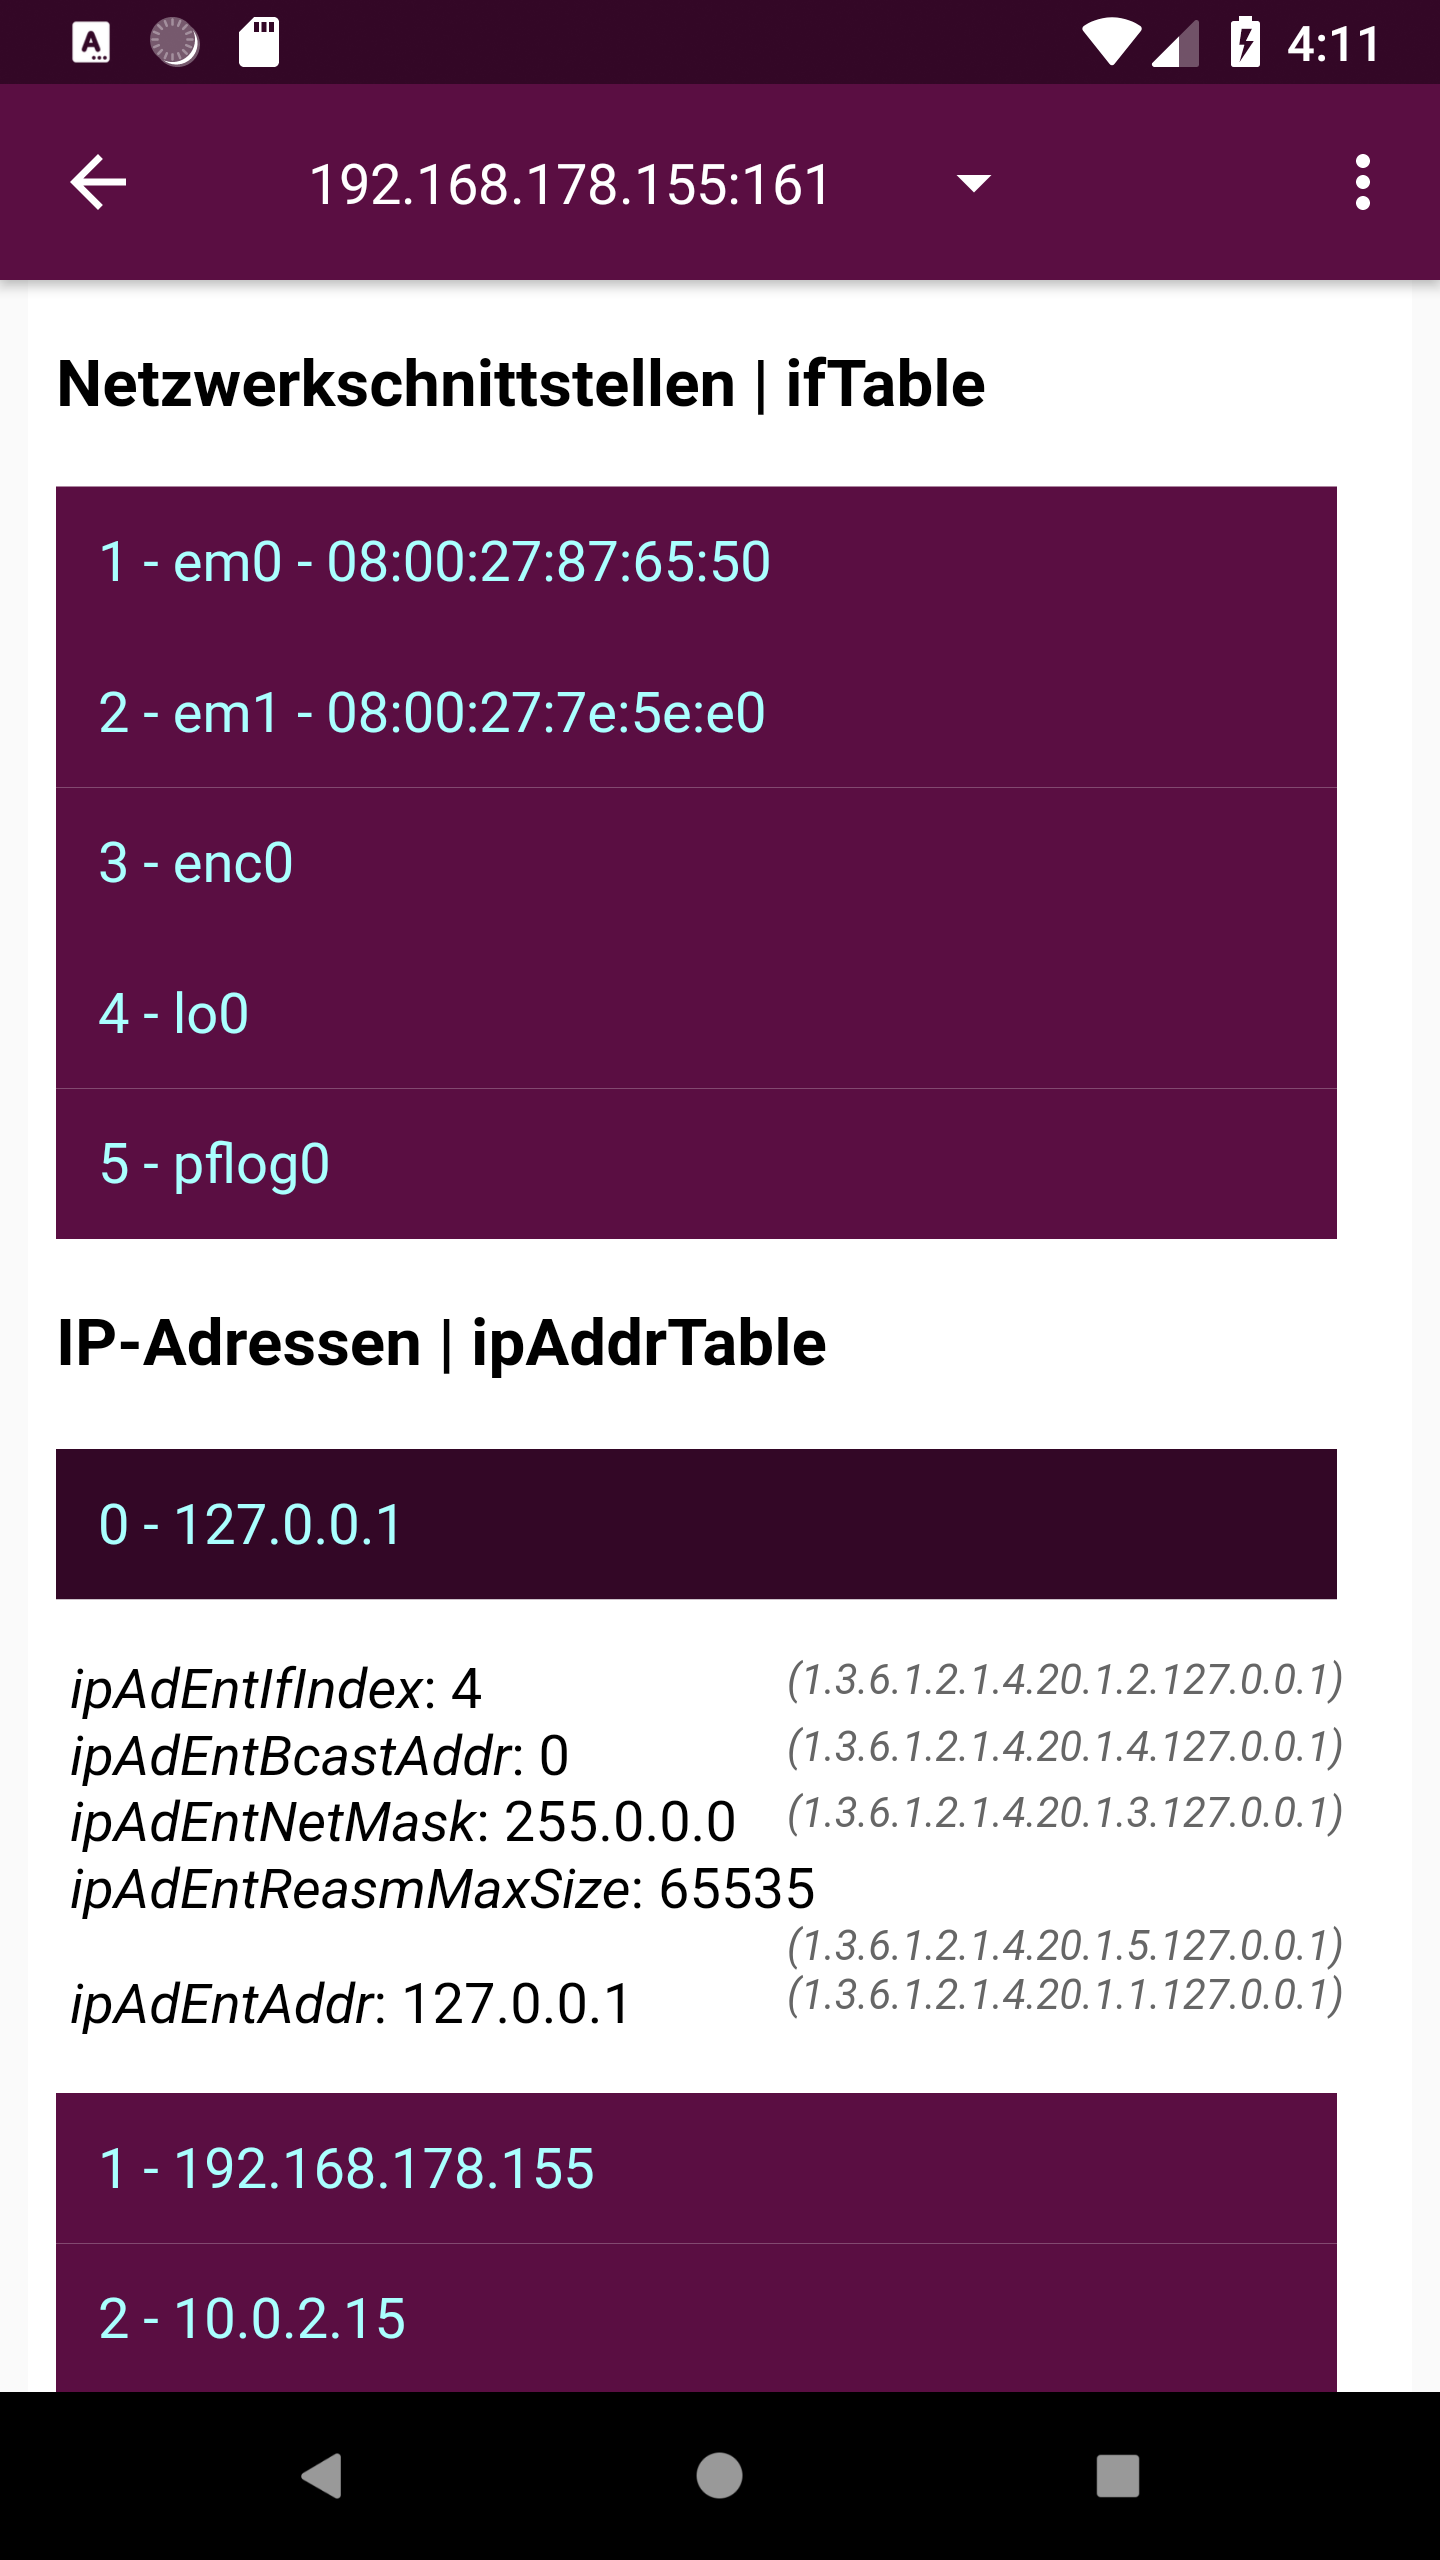 4:11
192.168.178.155:161
Netzwerkschnittstellen | ifTable
1 - em0 - 08:00:27:87:65:50
2 - em1 - 08:00:27:7e:5e:e0
3 - enc0
4 - lo0
5 - pflog0
IP-Adressen | ipAddrTable
0 - 127.0.0.1
ipAdEntIfIndex: 4 (1.3.6.1.2.1.4.20.1.2.127.0.0.1)
ipAdEntBcastAddr: 0 (1.3.6.1.2.1.4.20.1.4.127.0.0.1)
ipAdEntNetMask: 255.0.0.0 (1.3.6.1.2.1.4.20.1.3.127.0.0.1)
ipAdEntReasmMaxSize: 65535
(1.3.6.1.2.1.4.20.1.5.127.0.0.1)
ipAdEntAddr: 127.0.0.1 (1.3.6.1.2.1.4.20.1.1.127.0.0.1)
1 - 192.168.178.155
2 - 10.0.2.15